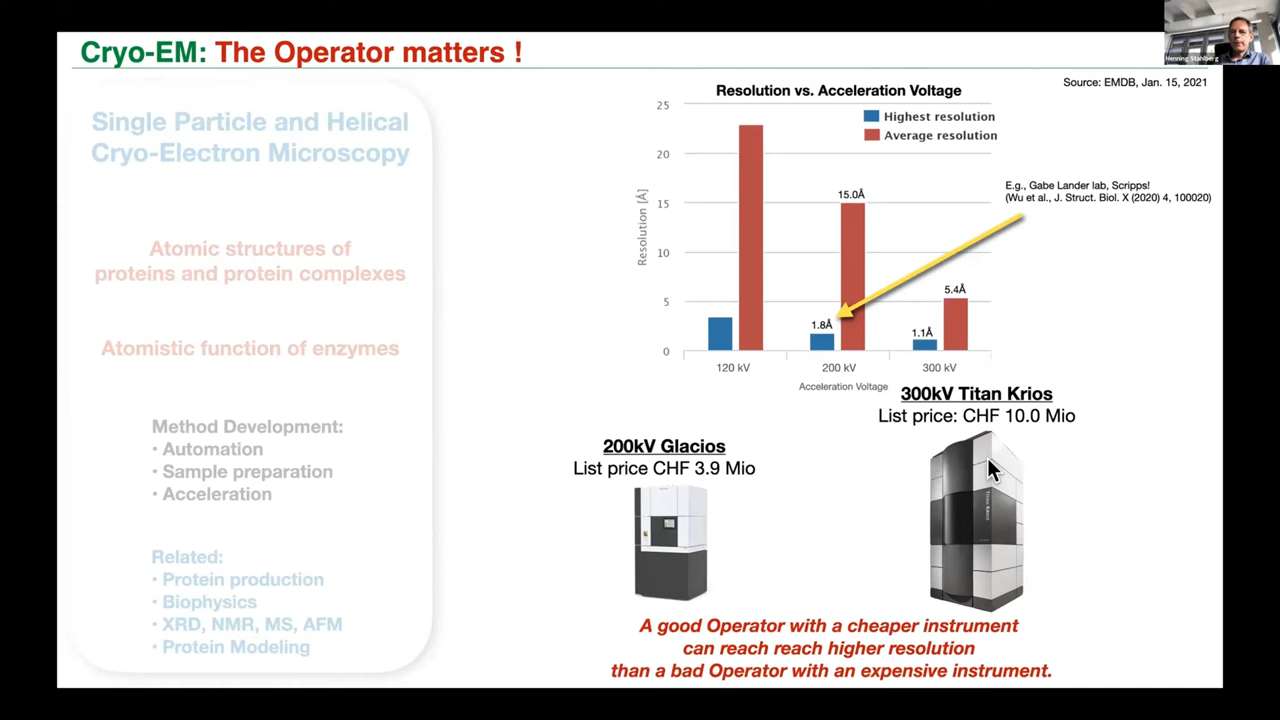 Cryo-EM: The Operator matters !
Henning Stahlberg
Source: EMDB, Jan. 15, 2021
Single Particle and Helical
Cryo-Electron Microscopy
Atomic structures of
proteins and protein complexes
Atomistic function of enzymes
Method Development:
• Automation
• Sample preparation
• Acceleration
Related:
• Protein production
• Biophysics
• XRD, NMR, MS, AFM
• Protein Modeling
Resolution vs. Acceleration Voltage
Highest resolution
Average resolution
Resolution [Å]
25
20
15
10
5
0
15.0Å
1.8Å
5.4Å
1.1Å
120 kV
200 kV
300 kV
Acceleration Voltage
E.g., Gabe Lander lab, Scripps!
(Wu et al., J. Struct. Biol. X (2020) 4, 100020)
300kV Titan Krios
List price: CHF 10.0 Mio
200kV Glacios
List price CHF 3.9 Mio
TITAN KRIOS
A good Operator with a cheaper instrument
can reach reach higher resolution
than a bad Operator with an expensive instrument.